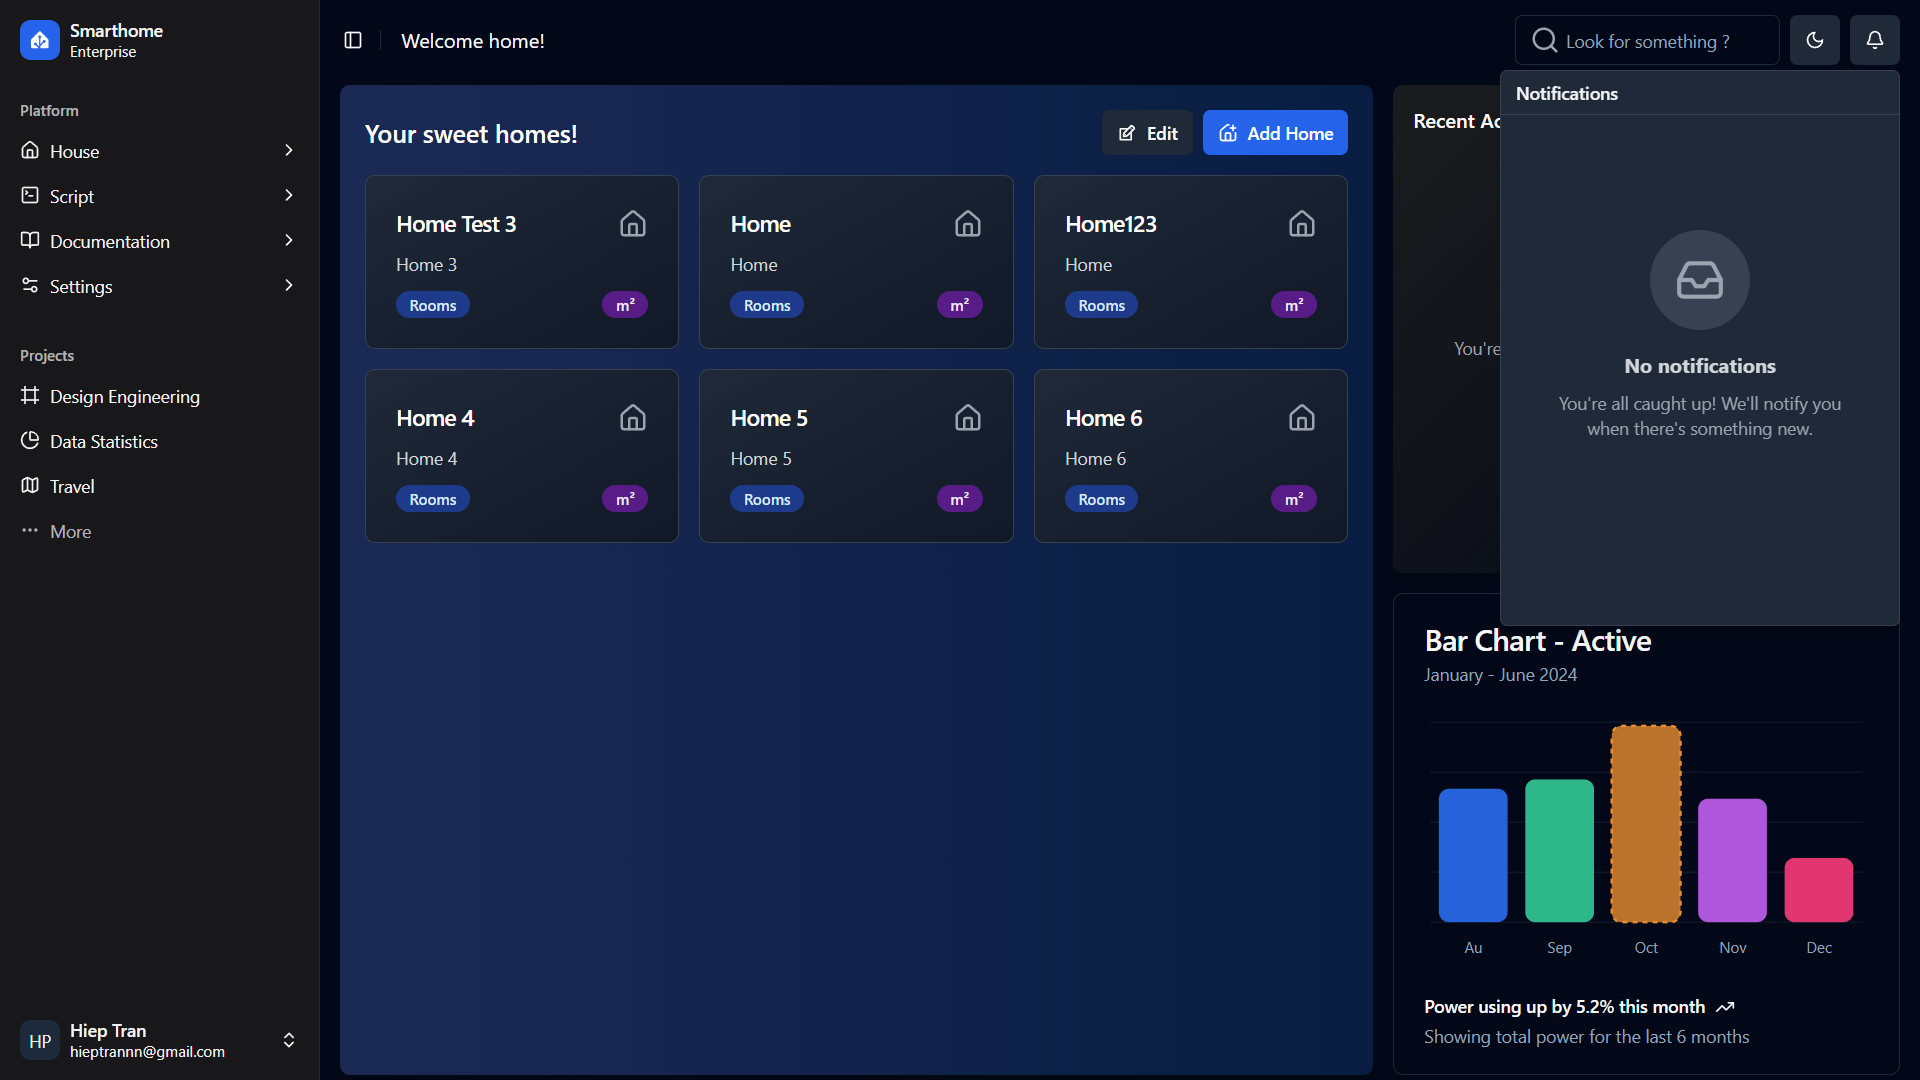 Smarthome
Enterprise
Platform
House
Script
Documentation
Settings
Projects
Design Engineering
Data Statistics
Travel
More
HP
Hiep Tran
hieptrannn@gmail.com
Welcome home!
Look for something ?
Your sweet homes!
Edit
Add Home
Home Test 3
Home 3
Rooms
m²
Home
Home
Rooms
m²
Home123
Home
Rooms
m²
Home 4
Home 4
Rooms
m²
Home 5
Home 5
Rooms
m²
Home 6
Home 6
Rooms
m²
Recent
You're
Notifications
No notifications
You're all caught up! We'll notify you
when there's something new.
Bar Chart - Active
January - June 2024
Au
Sep
Oct
Nov
Dec
Power using up by 5.2% this month
Showing total power for the last 6 months